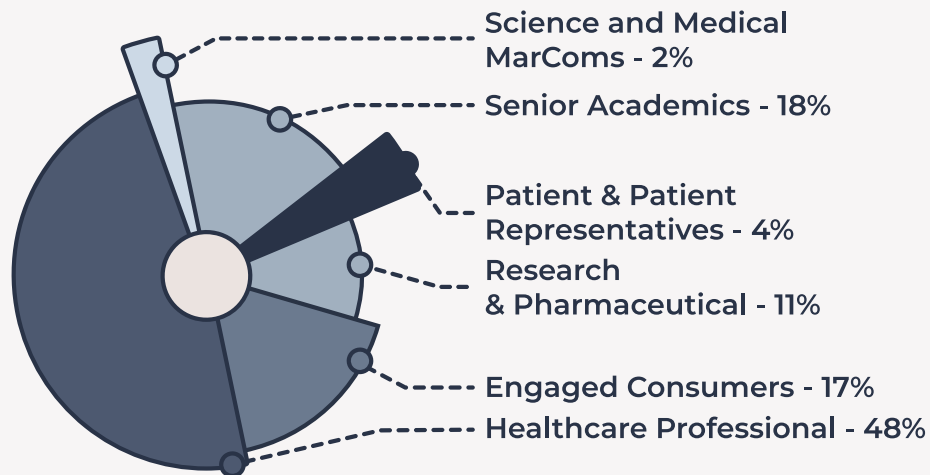 Science and Medical
MarComs - 2%
Senior Academics - 18%
Patient & Patient
Representatives - 4%
Research
& Pharmaceutical - 11%
Engaged Consumers - 17%
Healthcare Professional - 48%